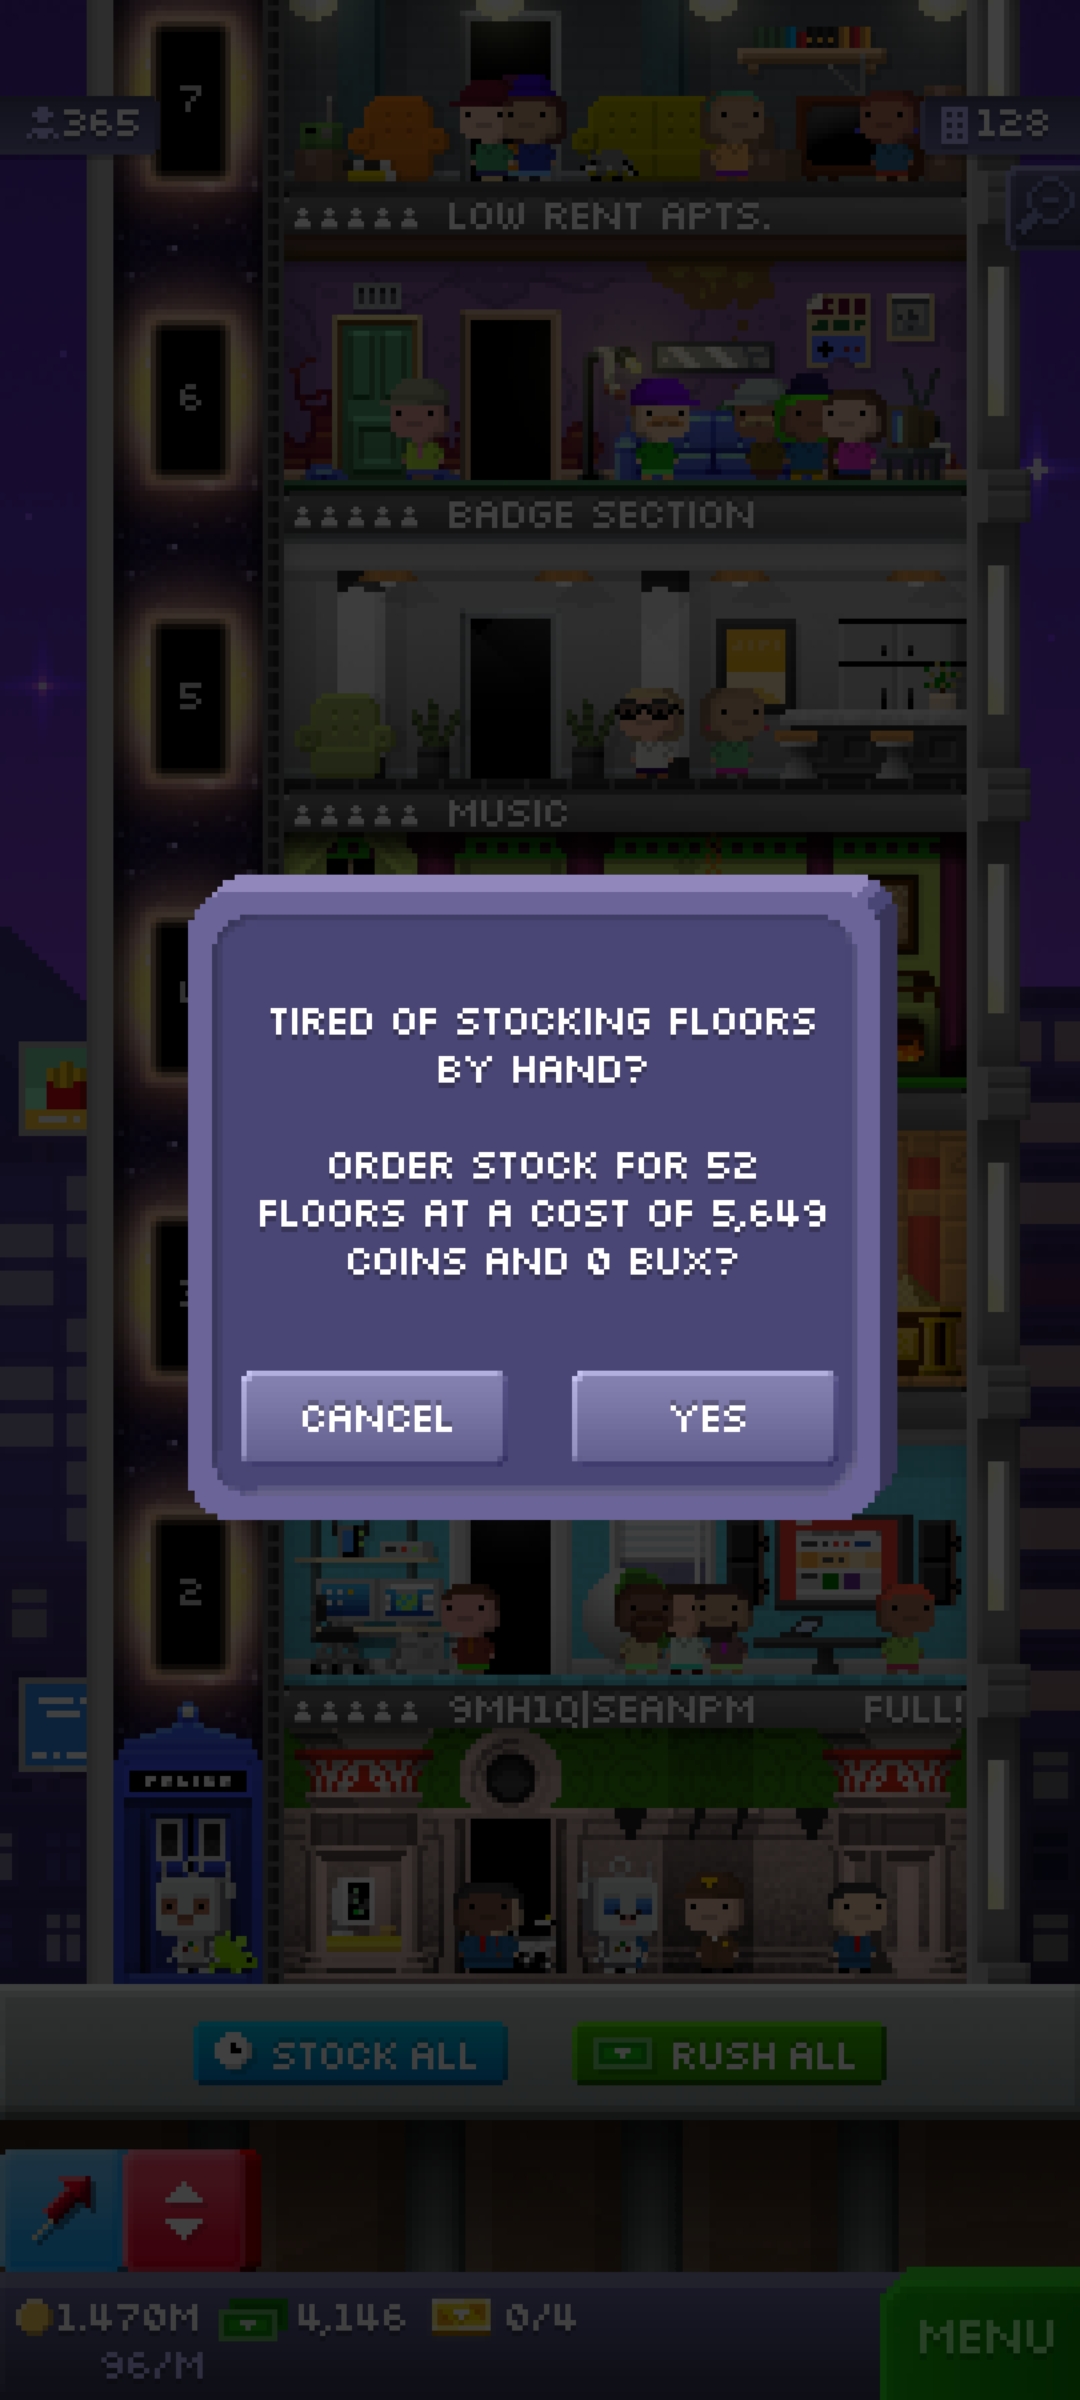 7
365
128
LOW RENT APTS.
6
BADGE SECTION
5
MUSIC
TIRED OF STOCKING FLOORS
BY HAND?
ORDER STOCK FOR 52
FLOORS AT A COST OF 5,649
COINS AND 0 BUX?
CANCEL
YES
2
9MH1Q|SEANPM
FULL!
POLICE
STOCK ALL
RUSH ALL
1.470M
4,146
0/4
96/M
MENU